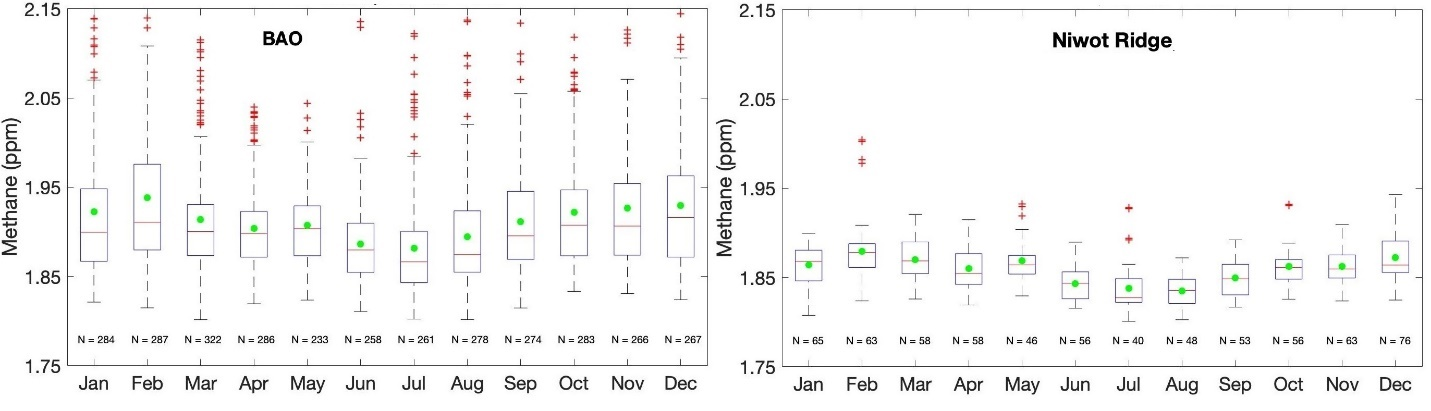 BAO
Methane (ppm)
2.15
2.05
1.95
1.85
1.75
N = 284 N = 287 N = 322 N = 286 N = 233 N = 258 N = 261 N = 278 N = 274 N = 283 N = 266 N = 267
Jan Feb Mar Apr May Jun Jul Aug Sep Oct Nov Dec
Niwot Ridge
Methane (ppm)
2.15
2.05
1.95
1.85
1.75
N = 65 N = 63 N = 58 N = 58 N = 46 N = 56 N = 40 N = 48 N = 53 N = 56 N = 63 N = 76
Jan Feb Mar Apr May Jun Jul Aug Sep Oct Nov Dec